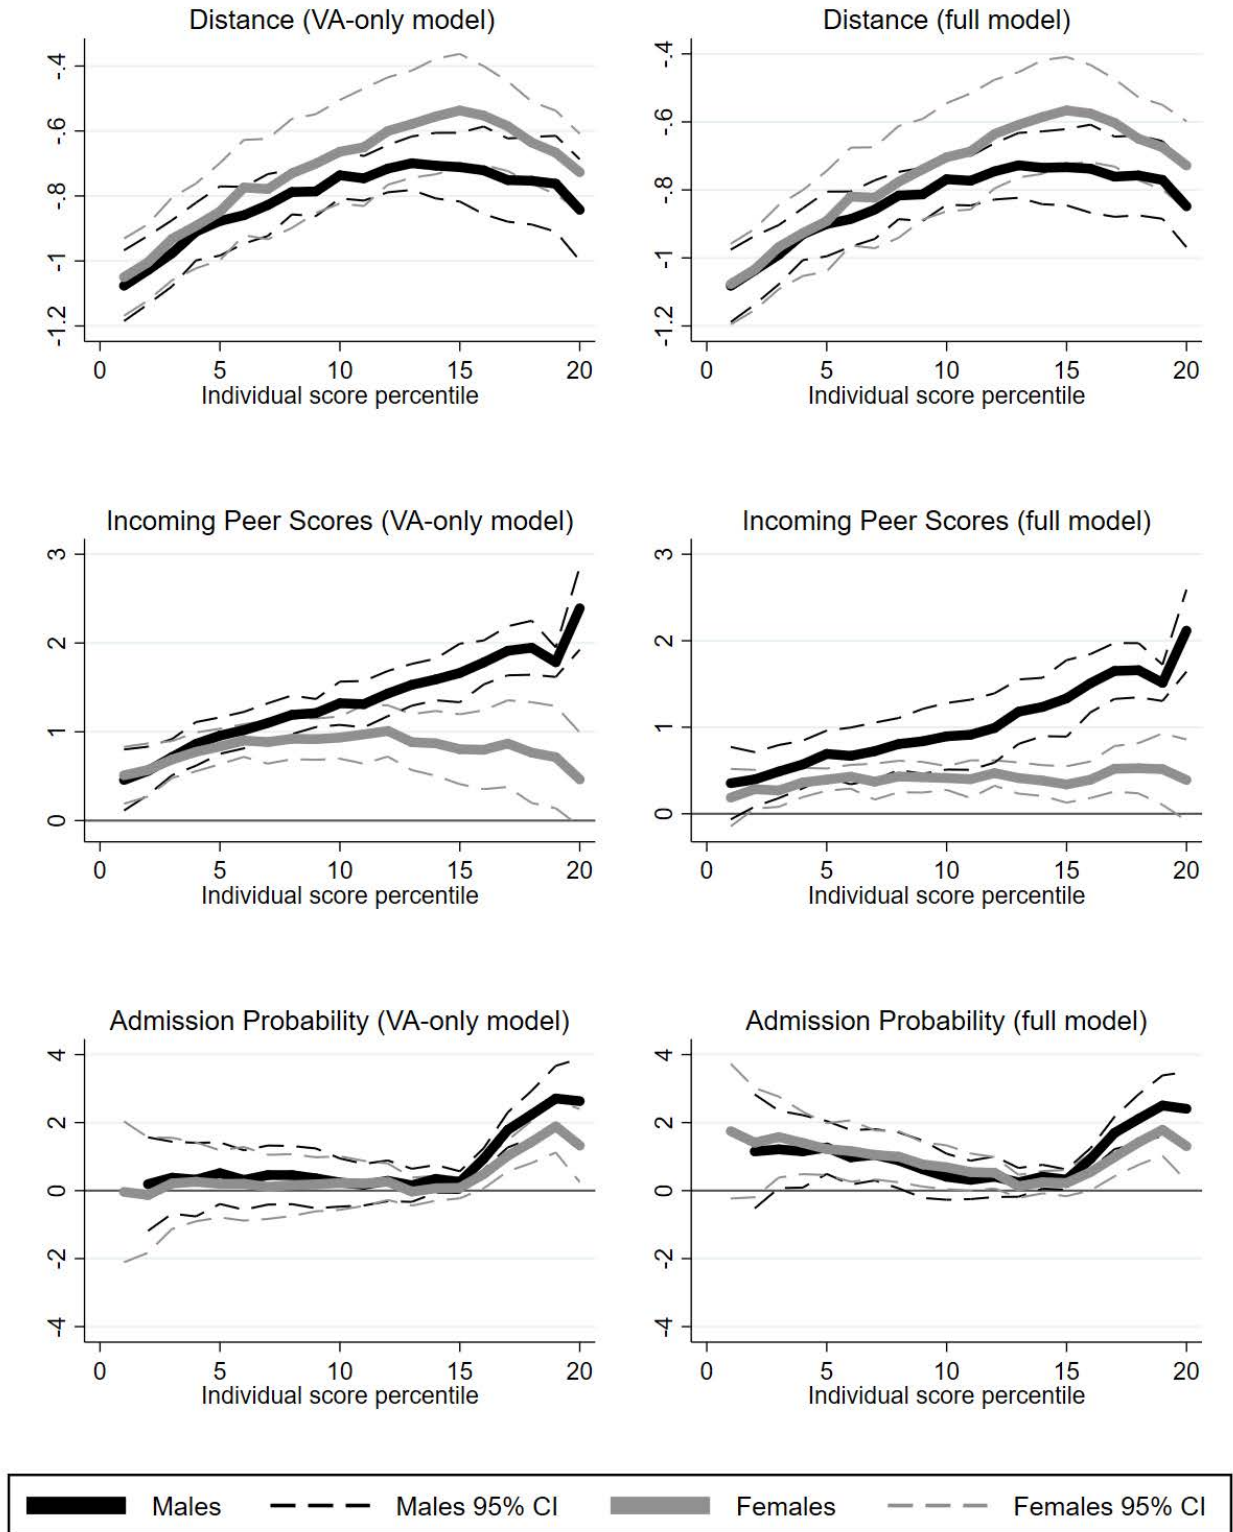 Distance (VA-only model)
-.4
-.6
-.8
-1
-1.2
0 5 10 15 20
Individual score percentile
Distance (full model)
-.4
-.6
-.8
-1
-1.2
0 5 10 15 20
Individual score percentile
Incoming Peer Scores (VA-only model)
3
2
1
0
0 5 10 15 20
Individual score percentile
Incoming Peer Scores (full model)
3
2
1
0
0 5 10 15 20
Individual score percentile
Admission Probability (VA-only model)
4
2
0
-2
-4
0 5 10 15 20
Individual score percentile
Admission Probability (full model)
4
2
0
-2
-4
0 5 10 15 20
Individual score percentile
Males Males 95% CI Females Females 95% CI